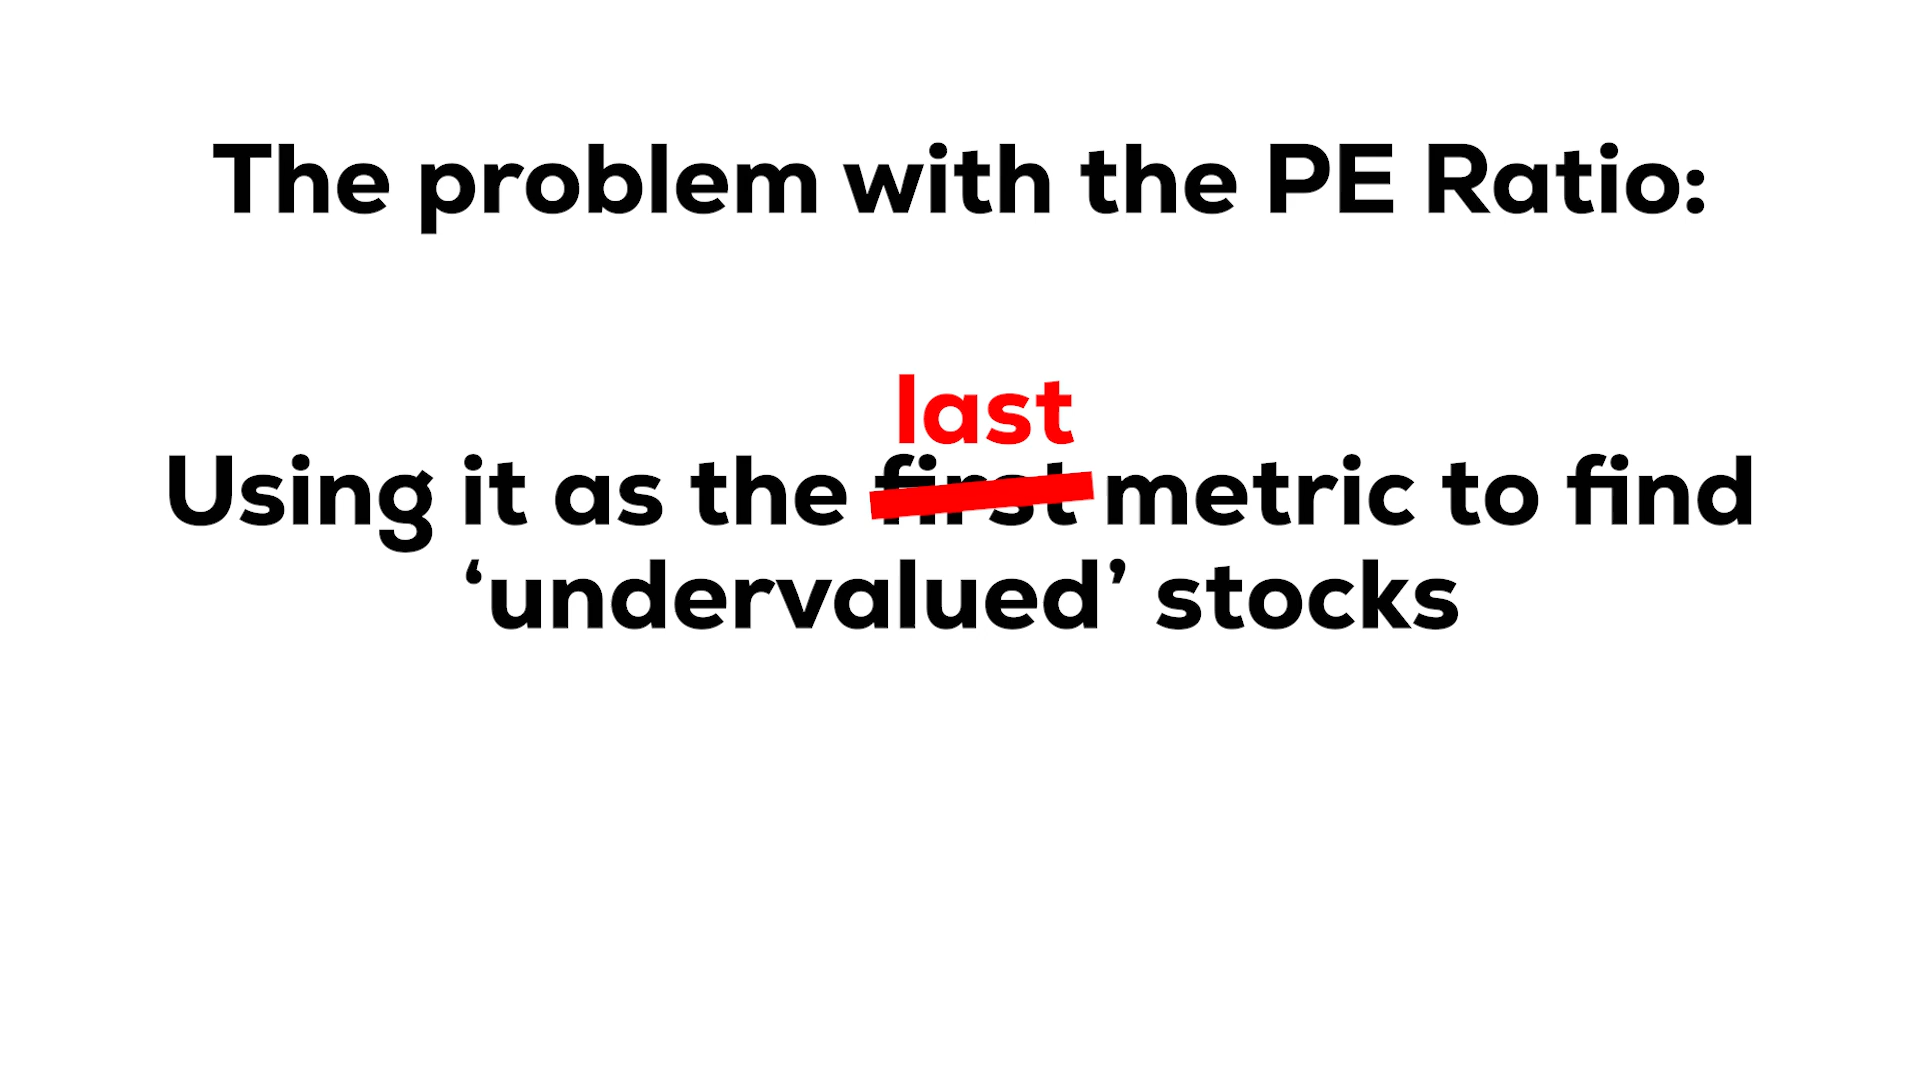 The problem with the PE Ratio:
last
Using it as the first metric to find
‘undervalued’ stocks